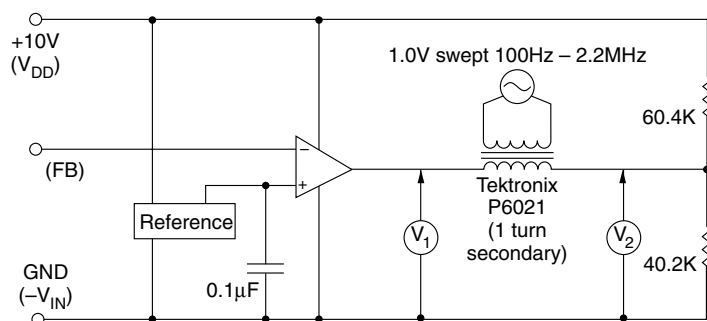 +10V
(V_DD)
1.0V swept 100Hz – 2.2MHz
60.4K
(FB)
–
+
Tektronix
P6021
(1 turn
secondary)
Reference
V_1
V_2
40.2K
GND
(–V_IN)
0.1μF